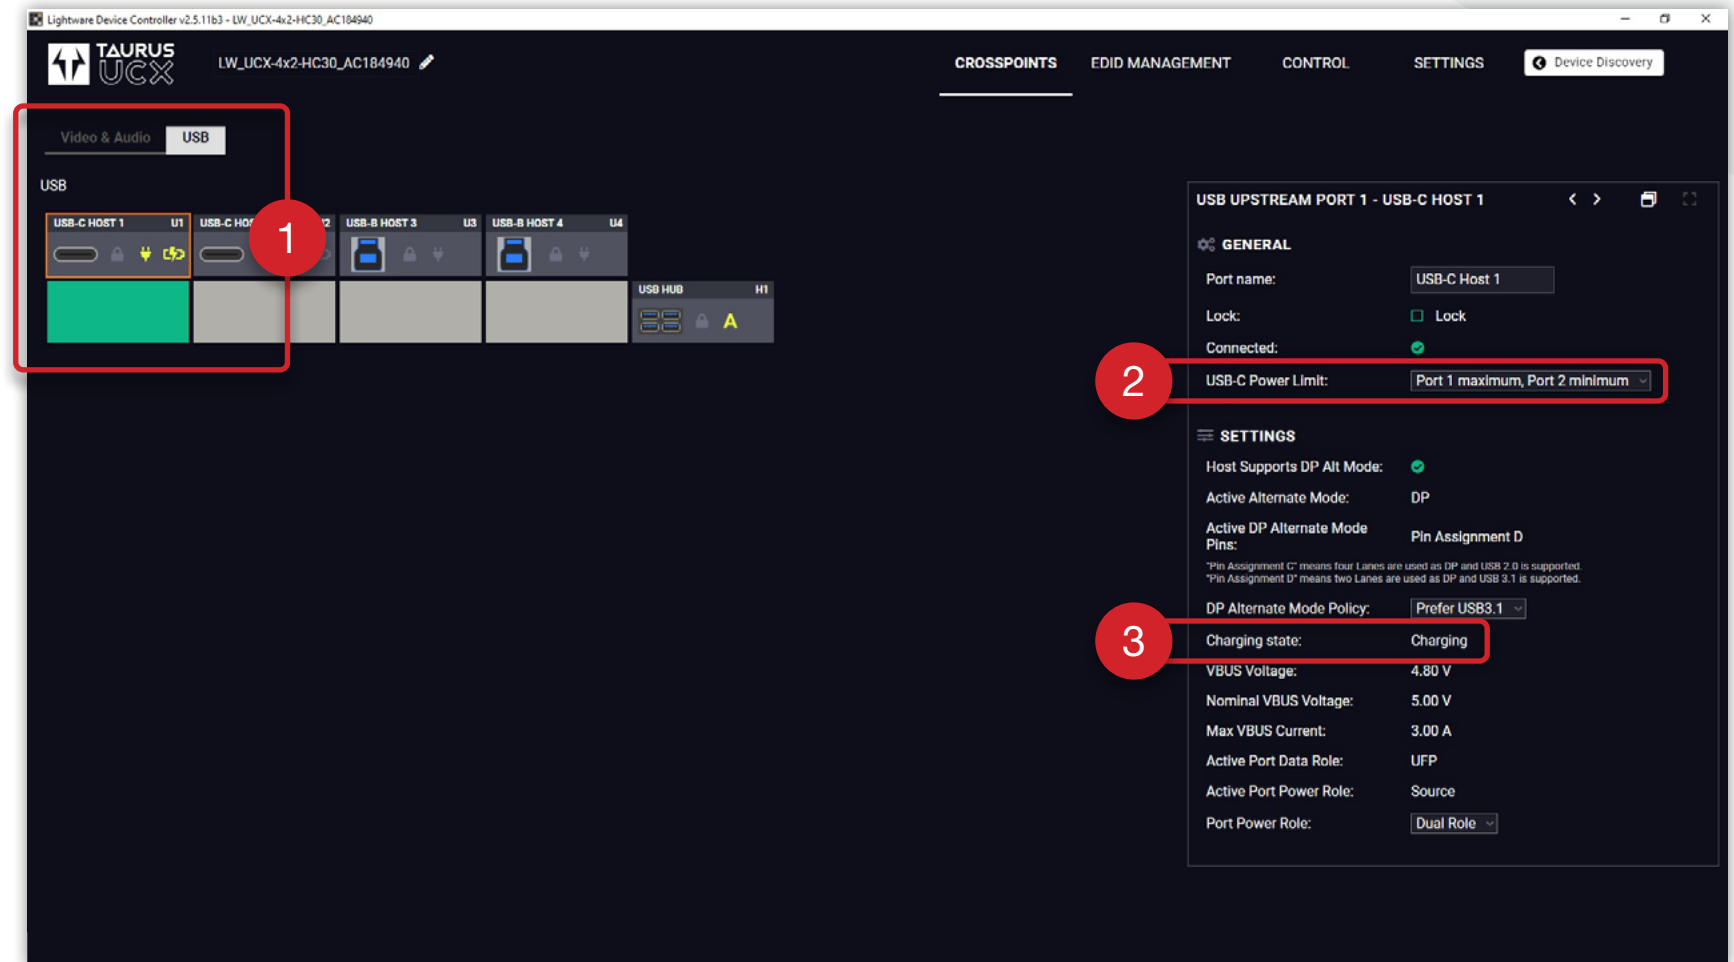 Lightware Device Controller v2.5.11b3 - LW_UCX-4x2-HC30_AC184940
TAURUS
UCX
LW_UCX-4x2-HC30_AC184940
CROSSPOINTS EDID MANAGEMENT CONTROL SETTINGS Device Discovery
Video & Audio USB
USB
USB-C HOST 1 U1 USB-C HO 2 USB-B HOST 3 U3 USB-B HOST 4 U4
1
USB HUB H1
A
USB UPSTREAM PORT 1 - USB-C HOST 1
GENERAL
Port name: USB-C Host 1
Lock: Lock
Connected:
2 USB-C Power Limit: Port 1 maximum, Port 2 minimum
SETTINGS
Host Supports DP Alt Mode:
Active Alternate Mode: DP
Active DP Alternate Mode
Pins: Pin Assignment D
"Pin Assignment C" means four Lanes are used as DP and USB 2.0 is supported.
"Pin Assignment D" means two Lanes are used as DP and USB 3.1 is supported.
DP Alternate Mode Policy: Prefer USB3.1
3 Charging state: Charging
VBUS Voltage: 4.80 V
Nominal VBUS Voltage: 5.00 V
Max VBUS Current: 3.00 A
Active Port Data Role: UFP
Active Port Power Role: Source
Port Power Role: Dual Role